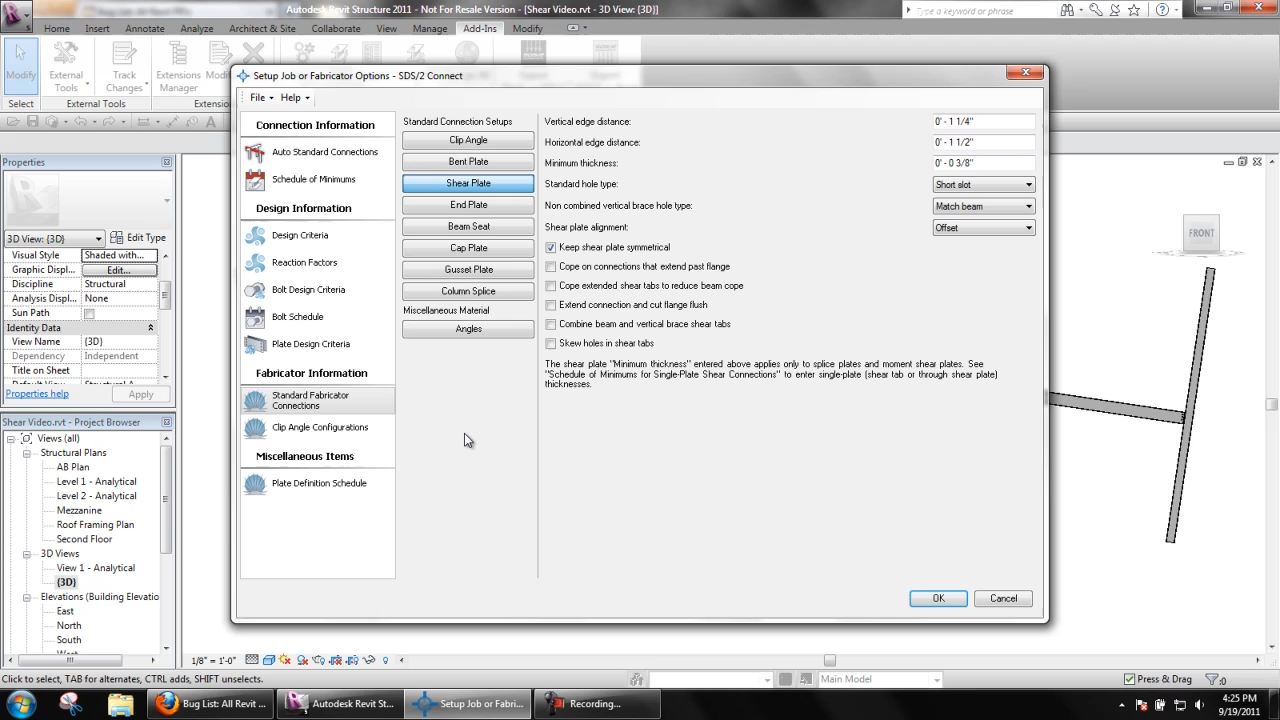 Autodesk Revit Structure 2011 - Not For Resale Version - [Shear Video.rvt - 3D View: {3D}]
Type a keyword or phrase
Home Insert Annotate Analyze Architect & Site Collaborate View Manage Add-Ins Modify
Modify
External Tools
Track Changes
Extensions Manager
Select
External Tools
Setup Job or Fabricator Options - SDS/2 Connect
File Help
Properties
3D View: {3D}
Edit Type
Visual Style Shaded with...
Graphic Displ... Edit...
Discipline Structural
Analysis Displ... None
Sun Path
Identity Data
View Name {3D}
Dependency Independent
Title on Sheet
Properties help
Apply
Shear Video.rvt - Project Browser
Views (all)
Structural Plans
AB Plan
Level 1 - Analytical
Level 2 - Analytical
Mezzanine
Roof Framing Plan
Second Floor
3D Views
View 1 - Analytical
{3D}
Elevations (Building Elevatio
East
North
South
Connection Information
Auto Standard Connections
Schedule of Minimums
Design Information
Design Criteria
Reaction Factors
Bolt Design Criteria
Bolt Schedule
Plate Design Criteria
Fabricator Information
Standard Fabricator
Connections
Clip Angle Configurations
Miscellaneous Items
Plate Definition Schedule
Standard Connection Setups
Clip Angle
Bent Plate
Shear Plate
End Plate
Beam Seat
Cap Plate
Gusset Plate
Column Splice
Miscellaneous Material
Angles
Vertical edge distance: 0' - 1 1/4"
Horizontal edge distance: 0' - 1 1/2"
Minimum thickness: 0' - 0 3/8"
Standard hole type: Short slot
Non combined vertical brace hole type: Match beam
Shear plate alignment: Offset
Keep shear plate symmetrical
Cope on connections that extend past flange
Cope extended shear tabs to reduce beam cope
Extend connection and cut flange flush
Combine beam and vertical brace shear tabs
Skew holes in shear tabs
The shear plate "Minimum thickness" entered above applies only to splice plates and moment shear plates. See
"Schedule of Minimums for Single-Plate Shear Connections" to enter single-plate (shear tab or through shear plate)
thicknesses.
OK Cancel
FRONT
1/8" = 1'-0"
Click to select, TAB for alternates, CTRL adds, SHIFT unselects.
Main Model
Press & Drag
:0
Bug List: All Revit ...
Autodesk Revit St...
Setup Job or Fabri...
Recording...
4:25 PM
9/19/2011